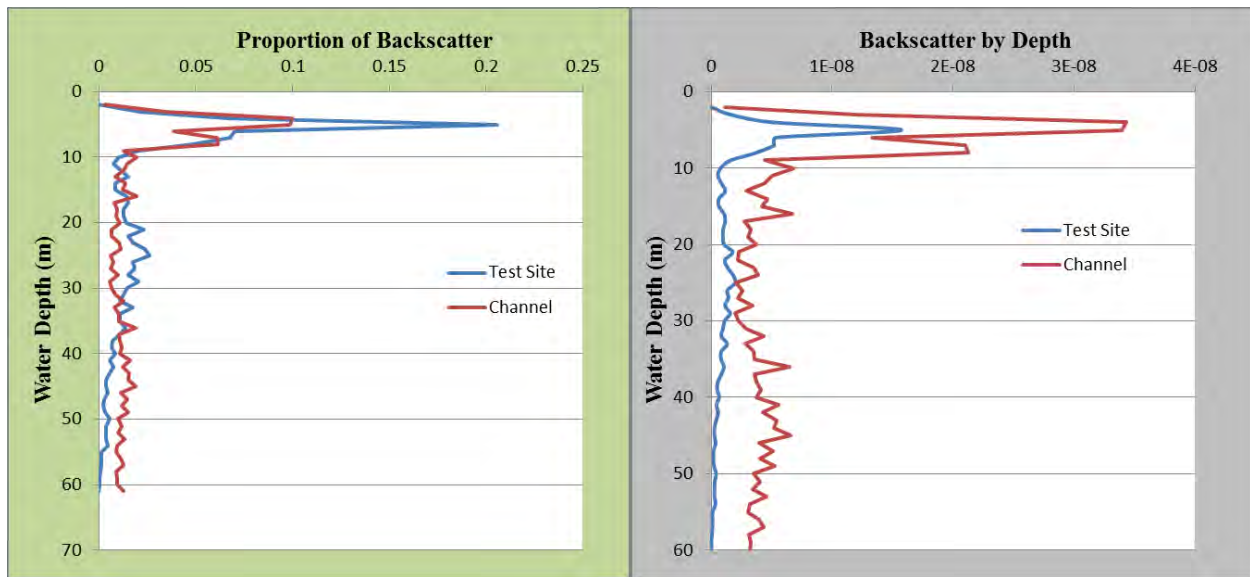 Proportion of Backscatter
0 0.05 0.1 0.15 0.2 0.25
0
10
20
30
40
50
60
70
Water Depth (m)
Test Site
Channel
Backscatter by Depth
0 1E-08 2E-08 3E-08 4E-08
0
10
20
30
40
50
60
Water Depth (m)
Test Site
Channel